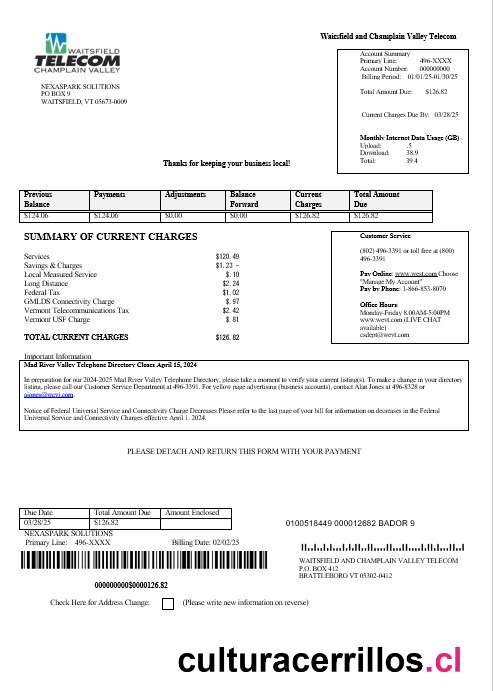 WAITSFIELD
TELECOM
CHAMPLAIN VALLEY
Waitsfield and Champlain Valley Telecom
NEXASPARK SOLUTIONS
PO BOX 9
WAITSFIELD, VT 05673-0009
Account Summary
Primary Line: 496-XXXX
Account Number: 000000000
Billing Period: 01/01/25-01/30/25
Total Amount Due: $126.82
Current Charges Due By: 03/28/25
Monthly Internet Data Usage (GB)
Upload: .5
Download: 38.9
Total: 39.4
Thanks for keeping your business local!
Previous Balance Payments Adjustments Balance Forward Current Charges Total Amount Due
$124.06 $124.06 $0.00 $0.00 $126.82 $126.82
SUMMARY OF CURRENT CHARGES
Services $120.49
Savings & Charges $1.23 -
Local Measured Service $.10
Long Distance $2.24
Federal Tax $1.02
GMLDS Connectivity Charge $.97
Vermont Telecommunications Tax $2.42
Vermont USF Charge $.81
TOTAL CURRENT CHARGES $126.82
Customer Service
(802) 496-3391 or toll free at (800)
496-3391
Pay Online: www.wcvt.com Choose
"Manage My Account"
Pay by Phone: 1-866-853-8070
Office Hours
Monday-Friday 8:00AM-5:00PM
www.wcvt.com (LIVE CHAT
available)
csdept@wcvt.com
Important Information
Mad River Valley Telephone Directory Closes April 15, 2024
In preparation for our 2024-2025 Mad River Valley Telephone Directory, please take a moment to verify your current listing(s). To make a change in your directory
listing, please call our Customer Service Department at 496-3391. For yellow page advertising (business accounts), contact Alan Jones at 496-8328 or
ajones@wcvt.com.
Notice of Federal Universal Service and Connectivity Charge Decreases Please refer to the last page of your bill for information on decreases in the Federal
Universal Service and Connectivity Charges effective April 1, 2024.
PLEASE DETACH AND RETURN THIS FORM WITH YOUR PAYMENT
Due Date Total Amount Due Amount Enclosed
03/28/25 $126.82
NEXASPARK SOLUTIONS
Primary Line: 496-XXXX Billing Date: 02/02/25
0100518449 000012682 BADOR 9
WAITSFIELD AND CHAMPLAIN VALLEY TELECOM
P.O. BOX 412
BRATTLEBORO VT 05302-0412
000000000$0000126.82
Check Here for Address Change: (Please write new information on reverse)
culturacerrillos.cl